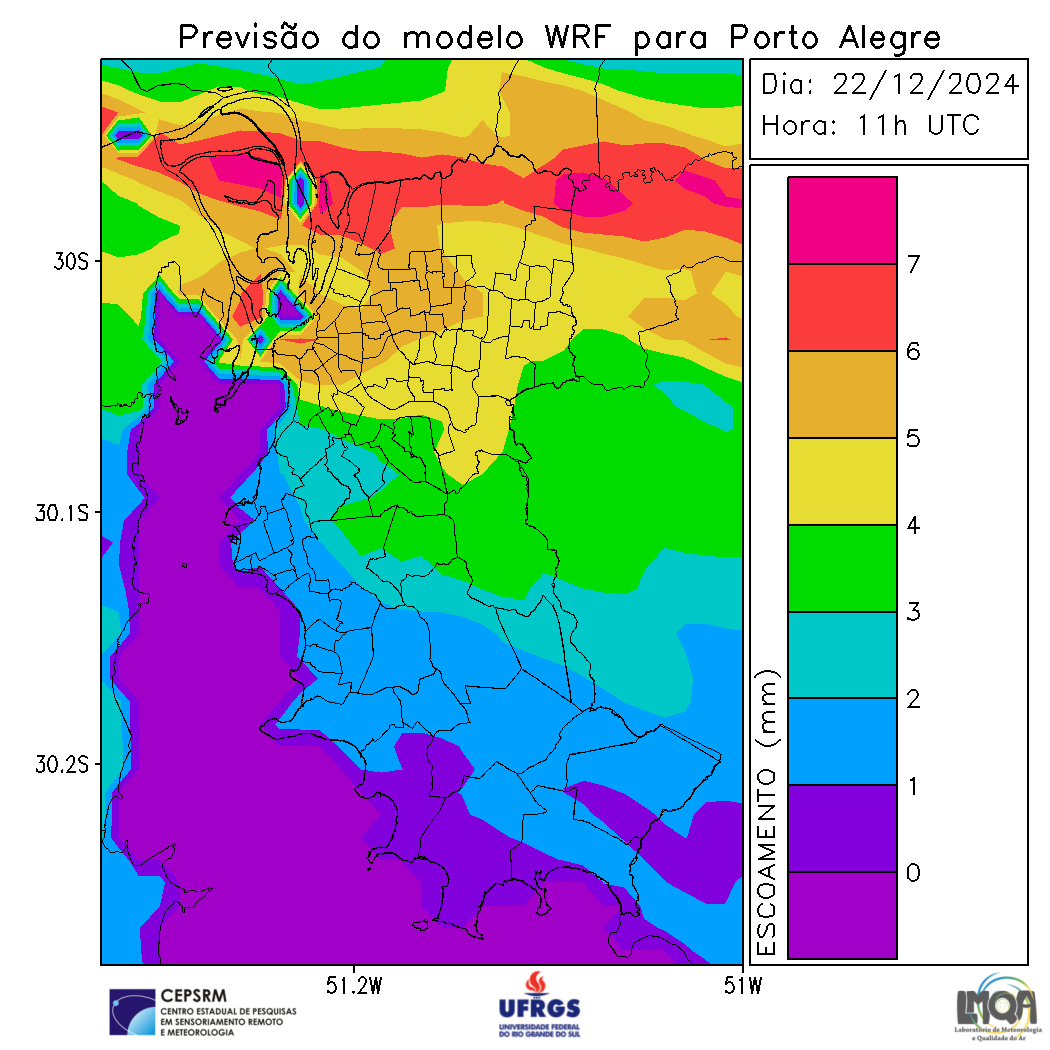 Previsão do modelo WRF para Porto Alegre
Dia: 22/12/2024
Hora: 11h UTC
30S
30.1S
30.2S
51.2W
51W
7
6
5
4
3
2
1
0
ESCOAMENTO (mm)
CEPSRM
CENTRO ESTADUAL DE PESQUISAS
EM SENSORIAMENTO REMOTO
E METEOROLOGIA
UFRGS
UNIVERSIDADE FEDERAL
DO RIO GRANDE DO SUL
LMQA
Laboratório de Meteorologia
e Qualidade do Ar